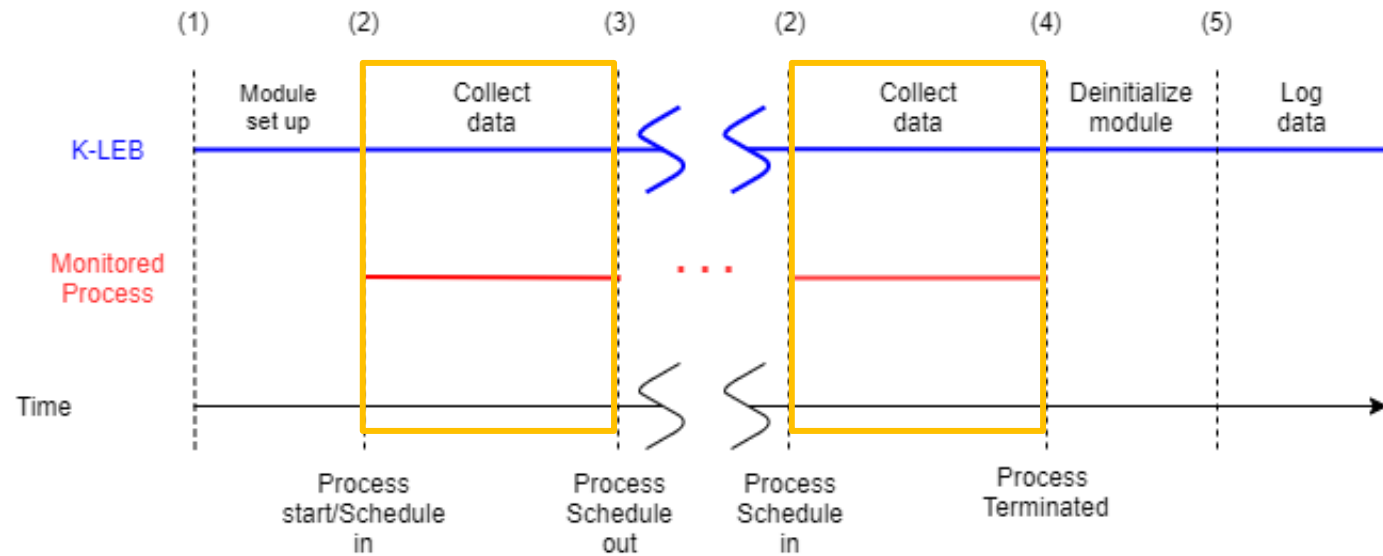 (1)
(2)
(3)
(2)
(4)
(5)
Module
set up
Collect
data
Collect
data
Deinitialize
module
Log
data
K-LEB
Monitored
Process
...
Time
Process
start/Schedule
in
Process
Schedule
out
Process
Schedule
in
Process
Terminated